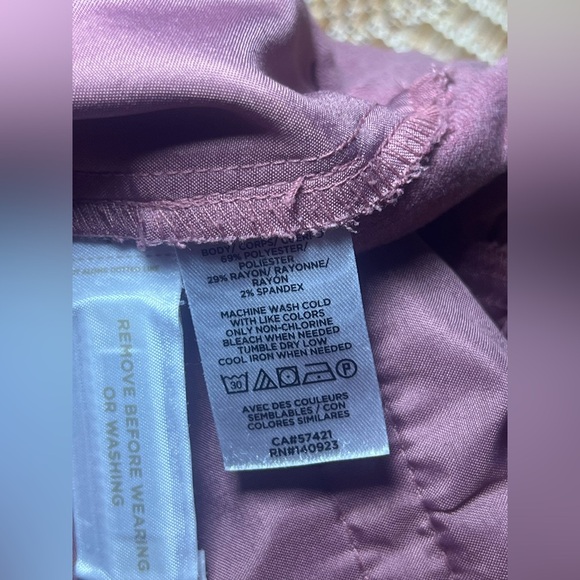 BODY/ CORPS/
69% POLYESTER/
POLIESTER
29% RAYON/ RAYONNE/
RAYON
2% SPANDEX
MACHINE WASH COLD
WITH LIKE COLORS
ONLY NON-CHLORINE
BLEACH WHEN NEEDED
TUMBLE DRY LOW
COOL IRON WHEN NEEDED
30
P
AVEC DES COULEURS
SEMBLABLES / CON
COLORES SIMILARES
CA#57421
RN#140923
REMOVE BEFORE WEARING
OR WASHING